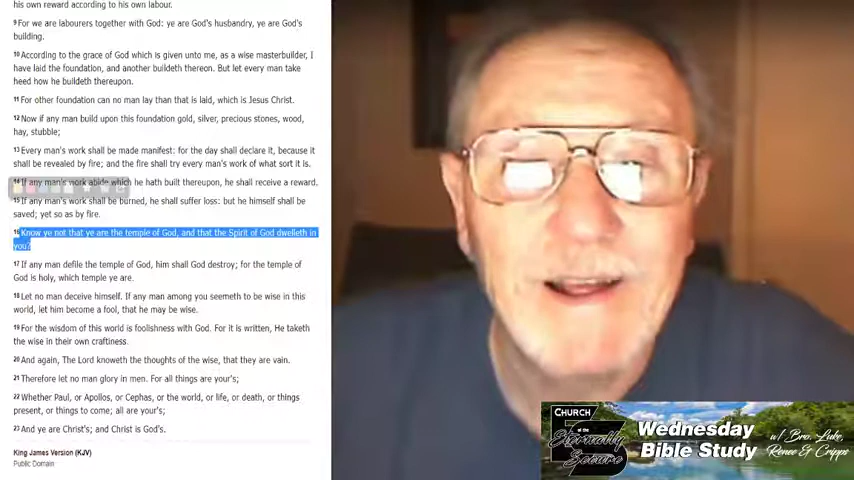 his own reward according to his own labour.
9 For we are labourers together with God: ye are God's husbandry, ye are God's
building.
10 According to the grace of God which is given unto me, as a wise masterbuilder, I
have laid the foundation, and another buildeth thereon. But let every man take
heed how he buildeth thereupon.
11 For other foundation can no man lay than that is laid, which is Jesus Christ.
12 Now if any man build upon this foundation gold, silver, precious stones, wood,
hay, stubble;
13 Every man's work shall be made manifest: for the day shall declare it, because it
shall be revealed by fire; and the fire shall try every man's work of what sort it is.
14 If any man's work abide which he hath built thereupon, he shall receive a reward.
15 If any man's work shall be burned, he shall suffer loss: but he himself shall be
saved; yet so as by fire.
16 Know ye not that ye are the temple of God, and that the Spirit of God dwelleth in
you?
17 If any man defile the temple of God, him shall God destroy; for the temple of
God is holy, which temple ye are.
18 Let no man deceive himself. If any man among you seemeth to be wise in this
world, let him become a fool, that he may be wise.
19 For the wisdom of this world is foolishness with God. For it is written, He taketh
the wise in their own craftiness.
20 And again, The Lord knoweth the thoughts of the wise, that they are vain.
21 Therefore let no man glory in men. For all things are your's;
22 Whether Paul, or Apollos, or Cephas, or the world, or life, or death, or things
present, or things to come; all are your's;
23 And ye are Christ's; and Christ is God's.
King James Version (KJV)
Public Domain
CHURCH
of the
Eternally
Secure
Wednesday
Bible Study
w/ Bro. Luke,
Renee & Cripps